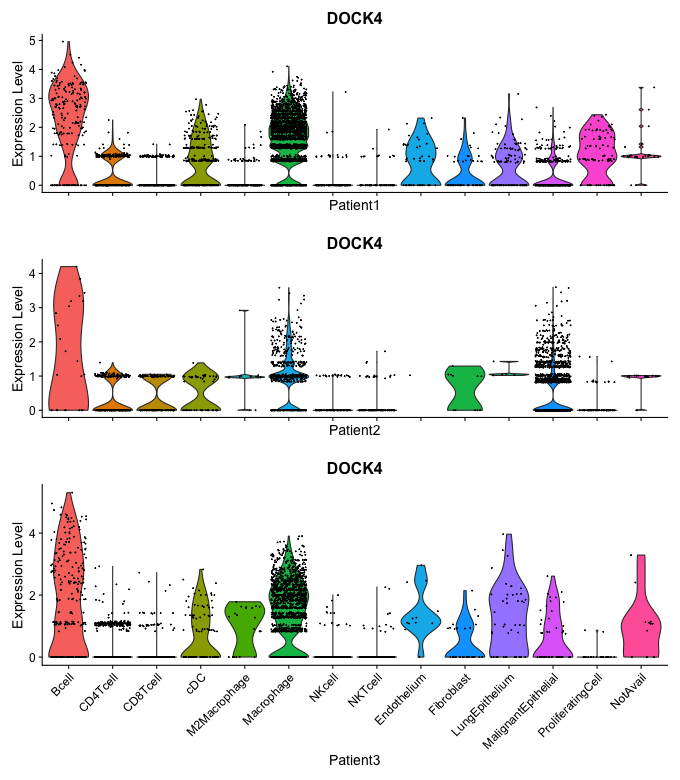 DOCK4
Expression Level
5
4
3
2
1
0
Patient1
DOCK4
Expression Level
4
3
2
1
0
Patient2
DOCK4
Expression Level
4
2
0
Bcell
CD4Tcell
CD8Tcell
cDC
M2Macrophage
Macrophage
NKcell
NKTcell
Endothelium
Fibroblast
LungEpithelium
MalignantEpithelial
ProliferatingCell
NotAvail
Patient3